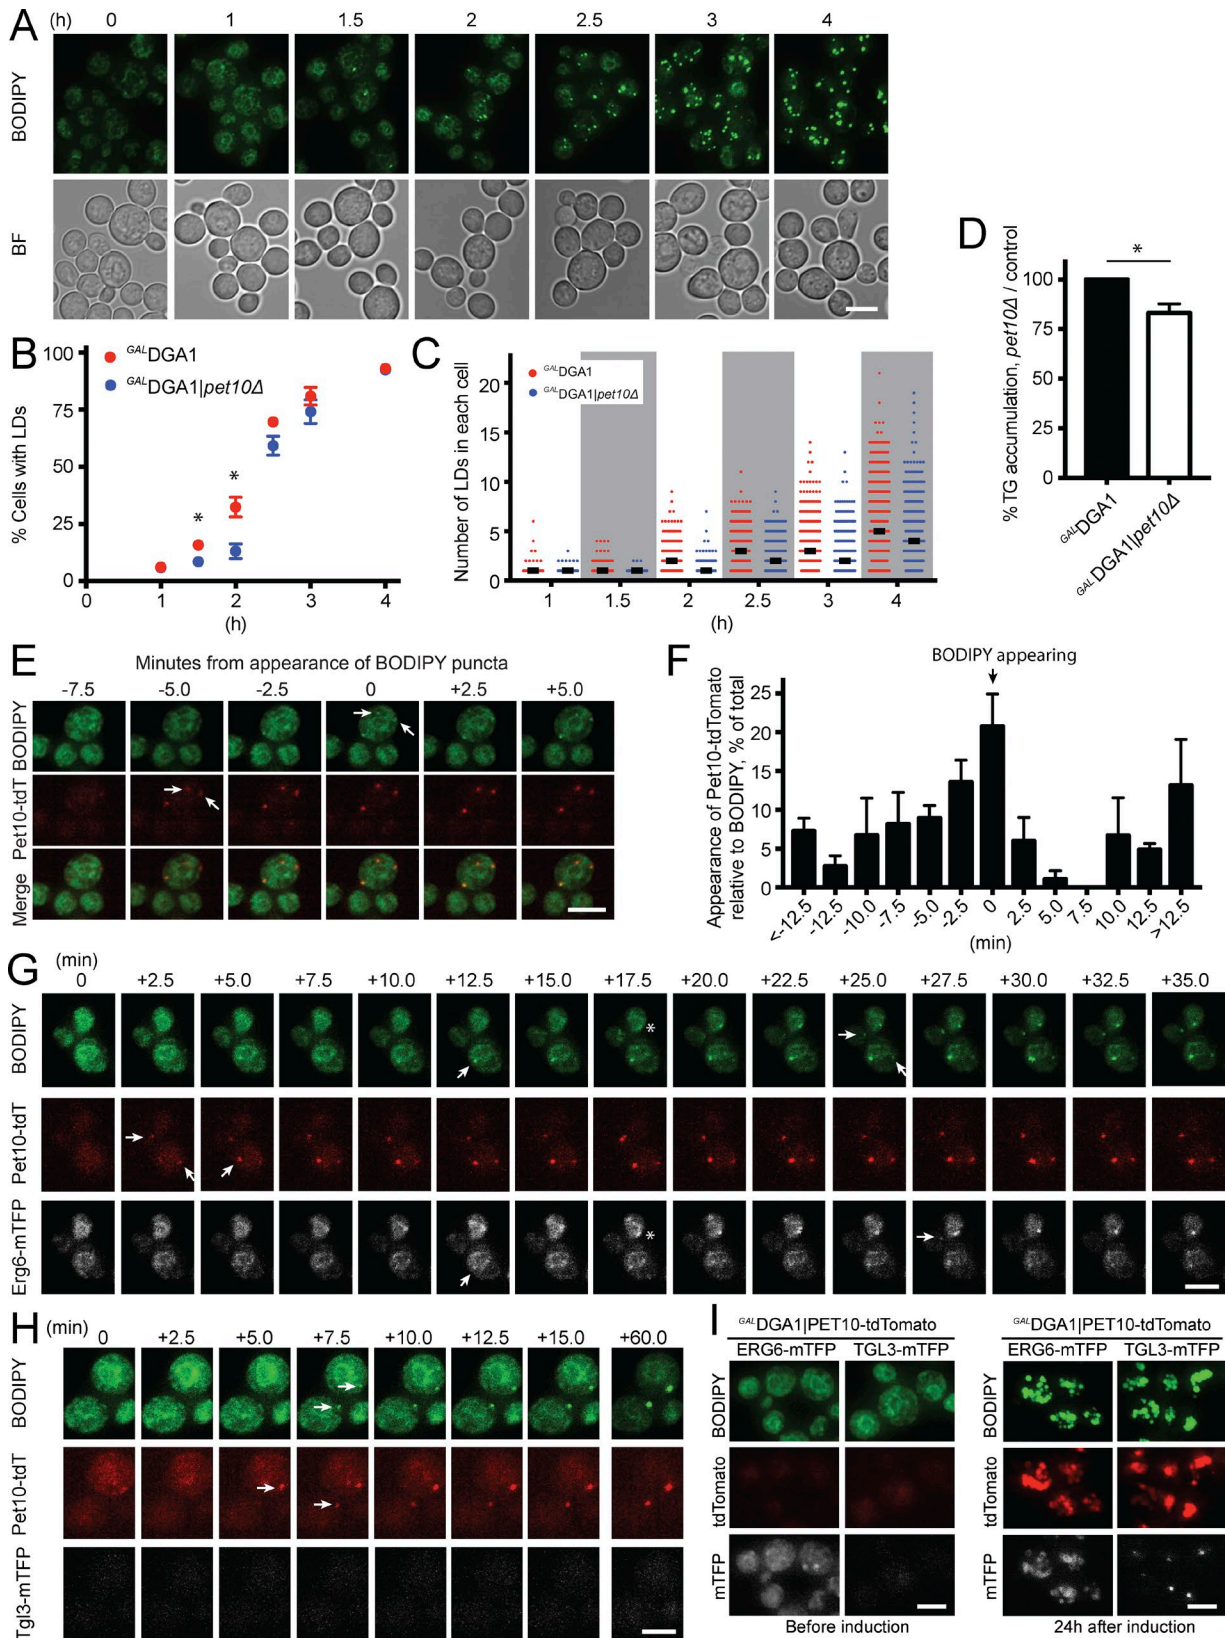 A
(h) 0 1 1.5 2 2.5 3 4
BODIPY
BF
B
100
75
50
25
0
% Cells with LDs
GALDGA1
GALDGA1|pet10Δ
*
*
0 1 2 3 4
(h)
C
20
15
10
5
0
Number of LDs in each cell
GALDGA1
GALDGA1|pet10Δ
1 1.5 2 2.5 3 4
(h)
D
% TG accumulation, pet10Δ / control
*
100
75
50
25
0
GALDGA1
GALDGA1|pet10Δ
E
Minutes from appearance of BODIPY puncta
-7.5 -5.0 -2.5 0 +2.5 +5.0
BODIPY
Pet10-tdT
Merge
F
BODIPY appearing
Appearance of Pet10-tdTomato
relative to BODIPY, % of total
25
20
15
10
5
0
<-12.5 -12.5 -10.0 -7.5 -5.0 -2.5 0 2.5 5.0 7.5 10.0 12.5 >12.5
(min)
G
(min)
0 +2.5 +5.0 +7.5 +10.0 +12.5 +15.0 +17.5 +20.0 +22.5 +25.0 +27.5 +30.0 +32.5 +35.0
BODIPY
*
Pet10-tdT
Erg6-mTFP
*
H
(min)
0 +2.5 +5.0 +7.5 +10.0 +12.5 +15.0 +60.0
BODIPY
Pet10-tdT
Tgl3-mTFP
I
GALDGA1|PET10-tdTomato
ERG6-mTFP TGL3-mTFP
BODIPY
tdTomato
mTFP
Before induction
GALDGA1|PET10-tdTomato
ERG6-mTFP TGL3-mTFP
BODIPY
tdTomato
mTFP
24h after induction